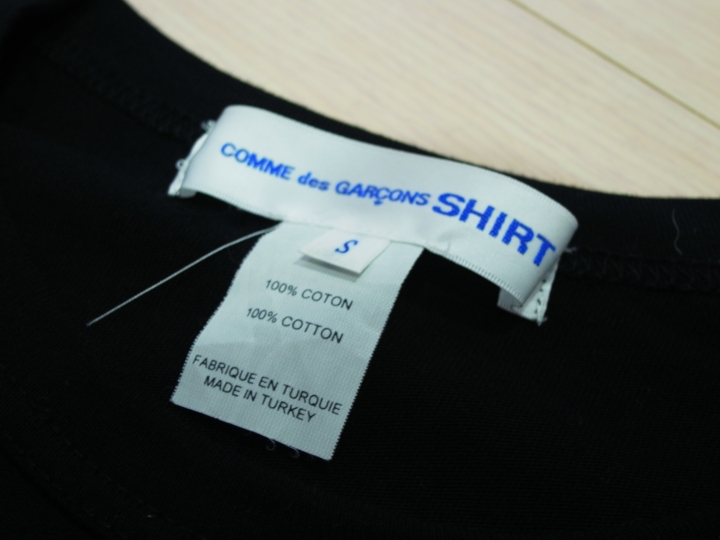 COMME des GARÇONS SHIRT
S
100% COTON
100% COTTON
FABRIQUE EN TURQUIE
MADE IN TURKEY